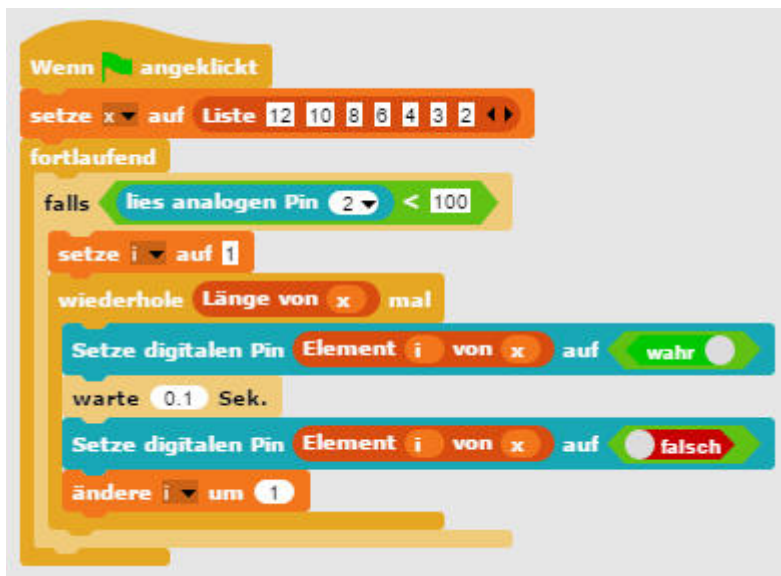 Wenn angeklickt
setze x auf Liste 12 10 8 6 4 3 2
fortlaufend
falls lies analogen Pin 2 < 100
setze i auf 1
wiederhole Länge von x mal
Setze digitalen Pin Element i von x auf wahr
warte 0.1 Sek.
Setze digitalen Pin Element i von x auf falsch
ändere i um 1